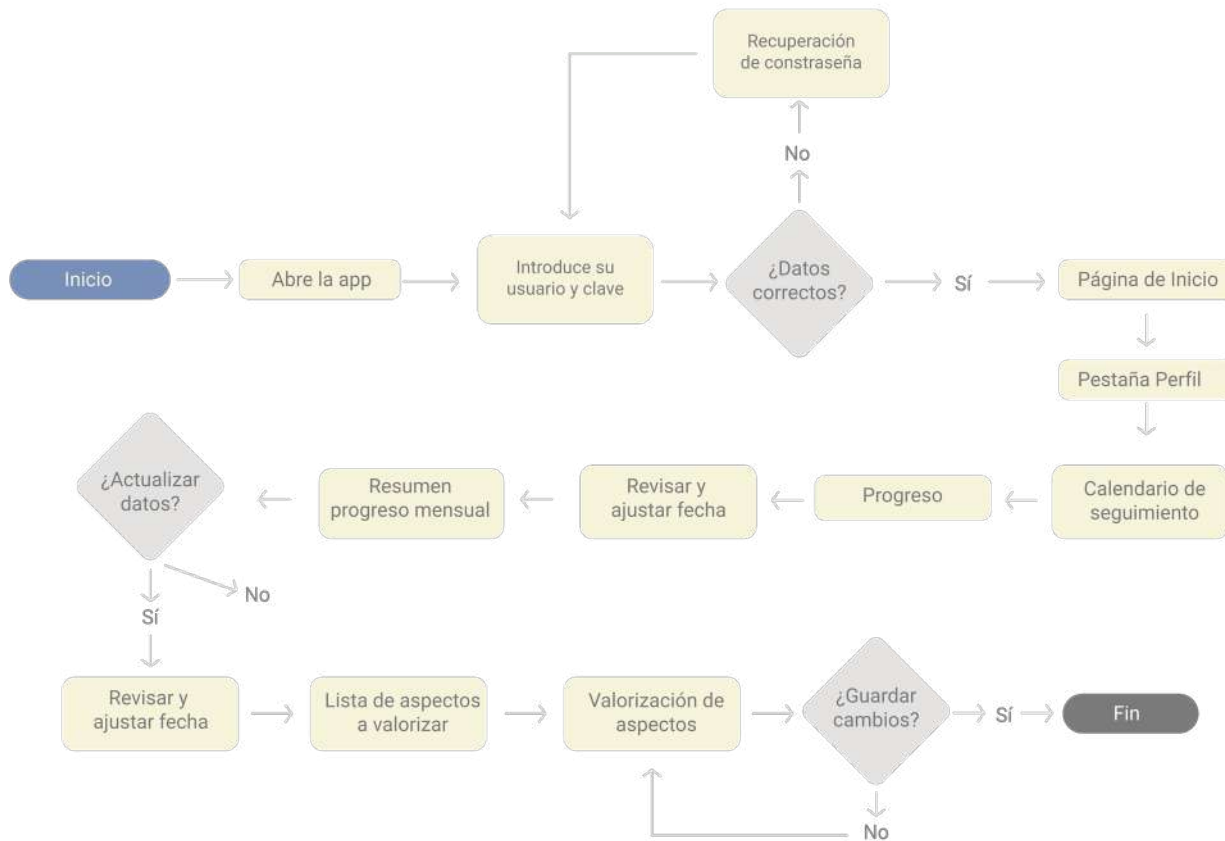 Recuperación
de constraseña
No
Inicio
Abre la app
Introduce su
usuario y clave
¿Datos
correctos?
Sí
Página de Inicio
Pestaña Perfil
¿Actualizar
datos?
Resumen
progreso mensual
Revisar y
ajustar fecha
Progreso
Calendario de
seguimiento
No
Sí
Revisar y
ajustar fecha
Lista de aspectos
a valorizar
Valorización de
aspectos
¿Guardar
cambios?
Sí
Fin
No